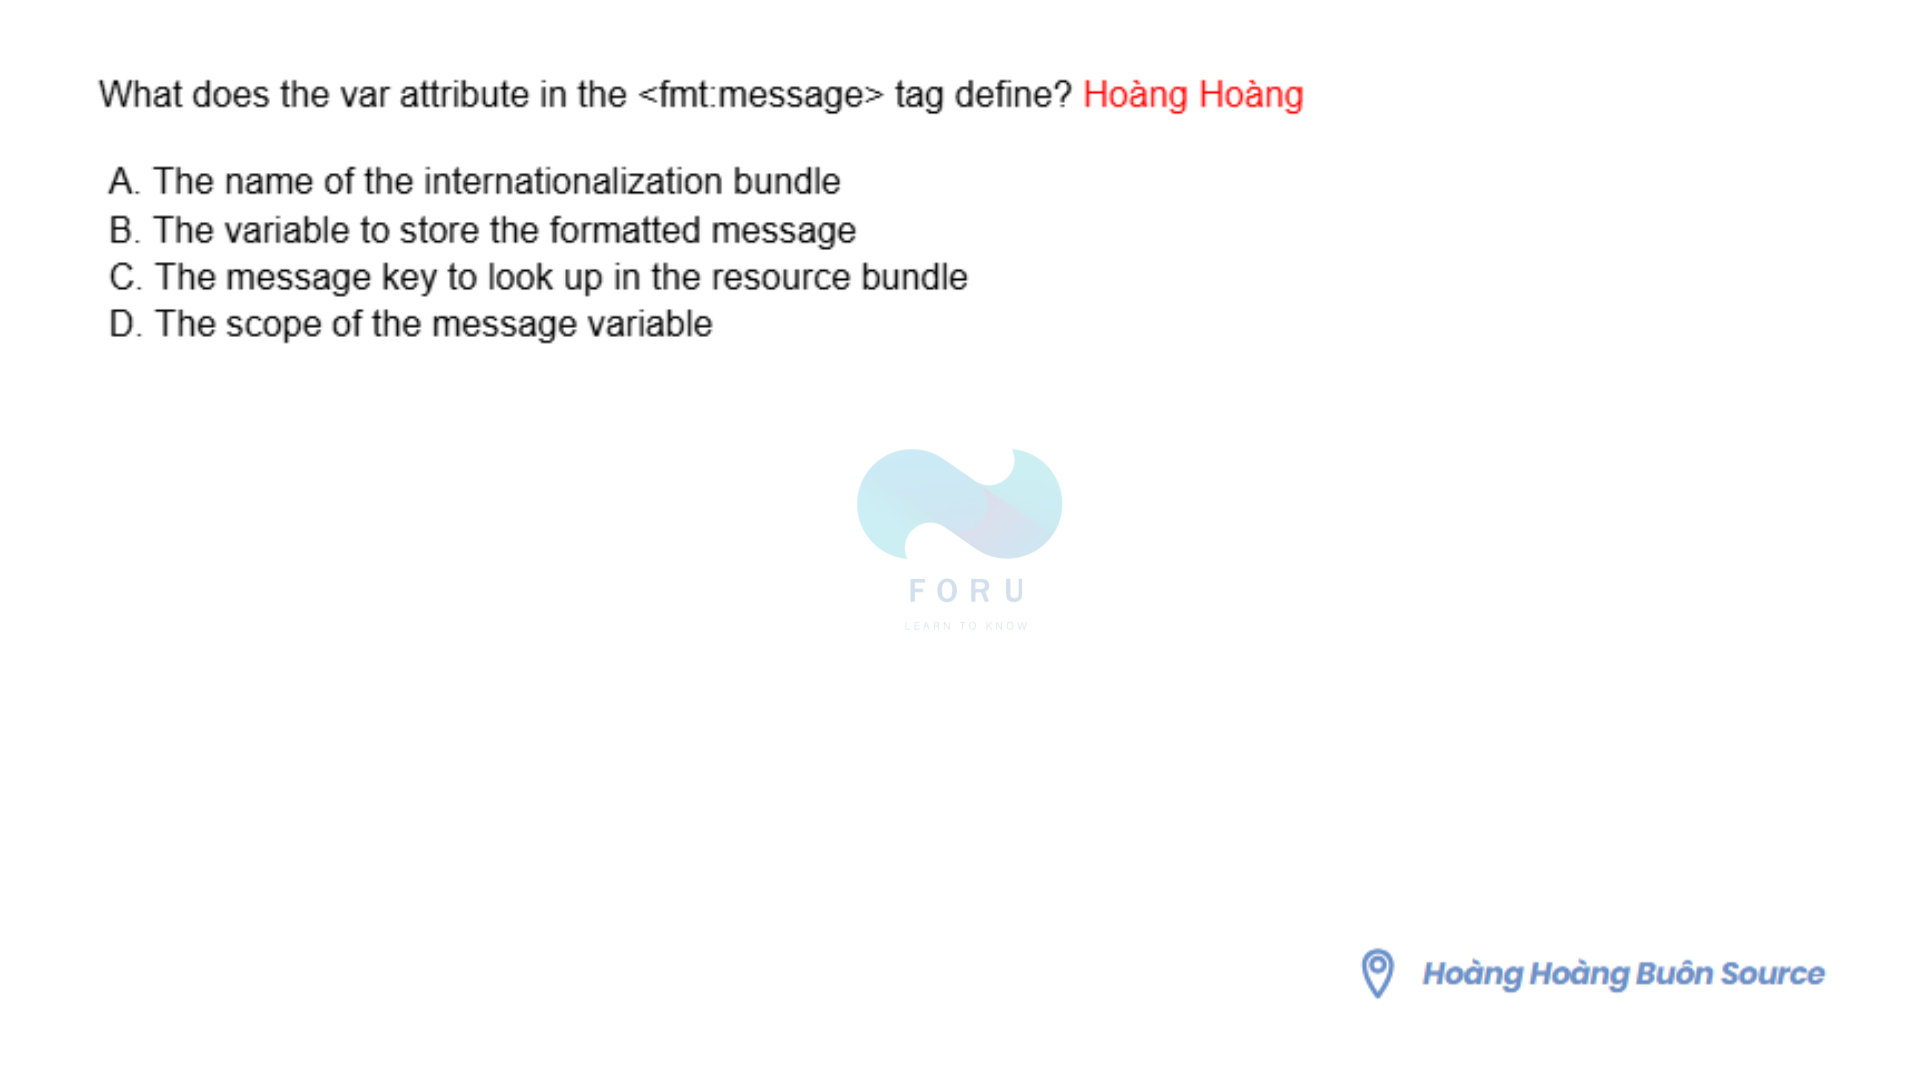 What does the var attribute in the <fmt:message> tag define? Hoàng Hoàng
A. The name of the internationalization bundle
B. The variable to store the formatted message
C. The message key to look up in the resource bundle
D. The scope of the message variable
FORU
LEARN TO KNOW
Hoàng Hoàng Buôn Source